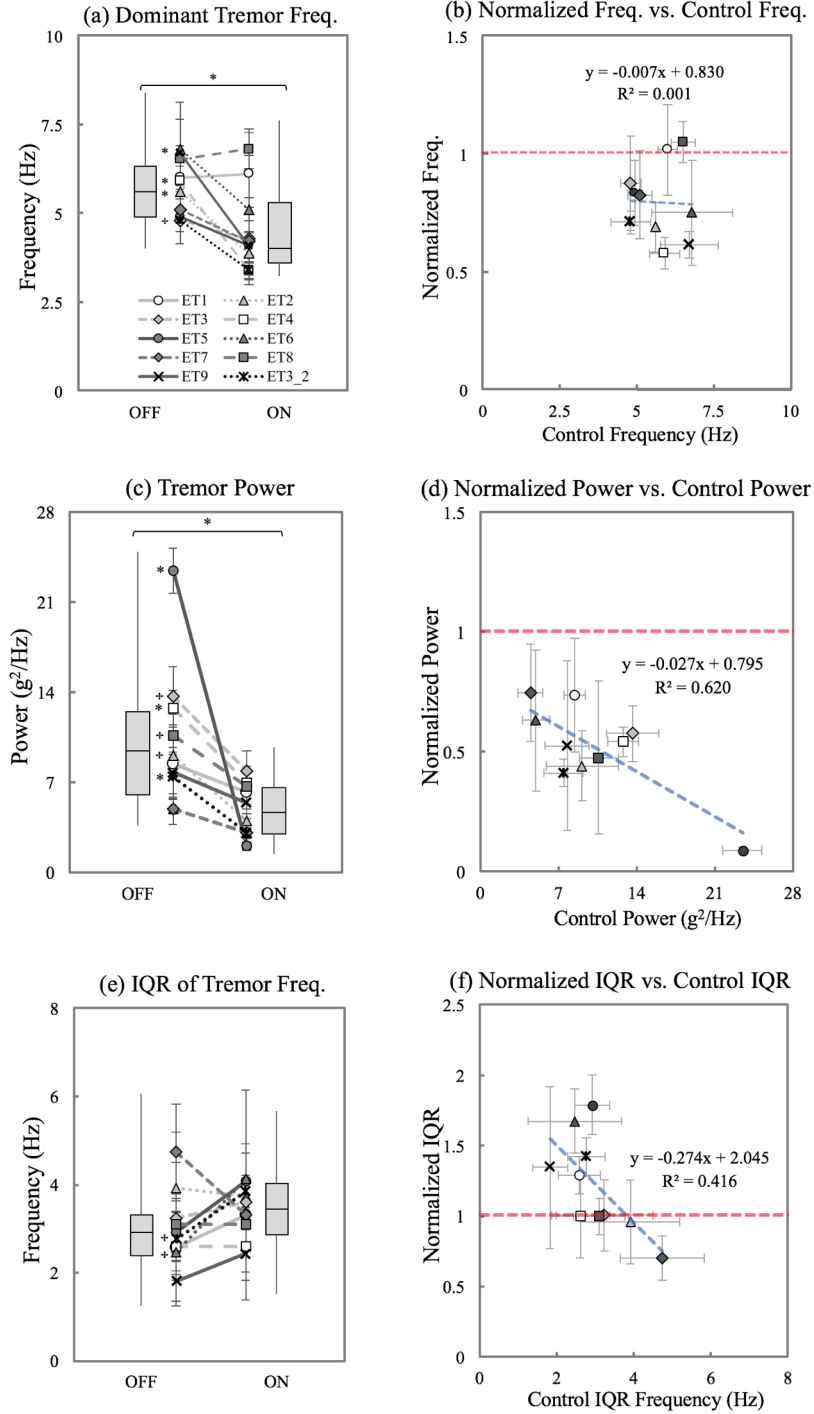 (a) Dominant Tremor Freq.
10
7.5
5
2.5
0
Frequency (Hz)
*
*
*
*
÷
ET1 ET2
ET3 ET4
ET5 ET6
ET7 ET8
ET9 ET3_2
OFF ON
(b) Normalized Freq. vs. Control Freq.
1.5
1
0.5
0
Normalized Freq.
y = -0.007x + 0.830
R² = 0.001
0 2.5 5 7.5 10
Control Frequency (Hz)
(c) Tremor Power
28
21
14
7
0
Power (g²/Hz)
*
*
÷
*
÷
÷
*
OFF ON
(d) Normalized Power vs. Control Power
1.5
1
0.5
0
Normalized Power
y = -0.027x + 0.795
R² = 0.620
0 7 14 21 28
Control Power (g²/Hz)
(e) IQR of Tremor Freq.
8
6
4
2
0
Frequency (Hz)
÷
÷
OFF ON
(f) Normalized IQR vs. Control IQR
2.5
2
1.5
1
0.5
0
Normalized IQR
y = -0.274x + 2.045
R² = 0.416
0 2 4 6 8
Control IQR Frequency (Hz)